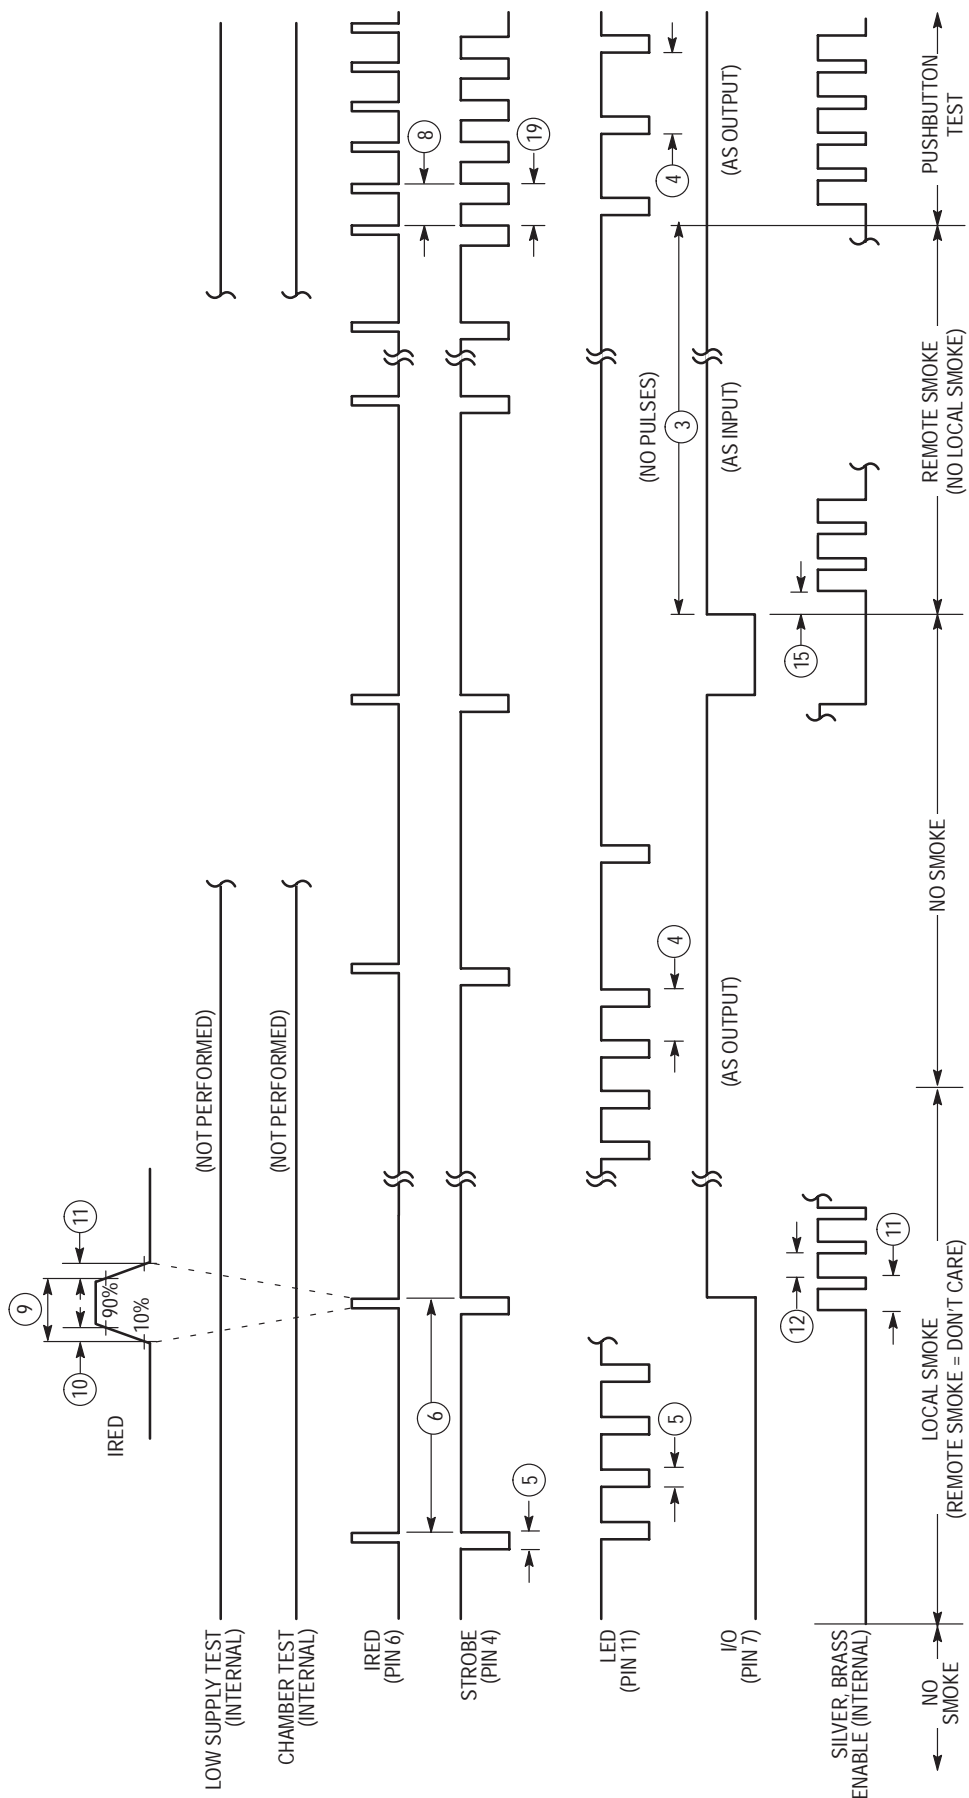 IRED
10
9
11
90%
10%
LOW SUPPLY TEST
(INTERNAL)
(NOT PERFORMED)
CHAMBER TEST
(INTERNAL)
(NOT PERFORMED)
IRED
(PIN 6)
6
8
STROBE
(PIN 4)
5
19
LED
(PIN 11)
5
4
(NO PULSES)
3
4
I/O
(PIN 7)
(AS OUTPUT)
(AS INPUT)
(AS OUTPUT)
SILVER, BRASS
ENABLE (INTERNAL)
12
11
15
NO
SMOKE
LOCAL SMOKE
(REMOTE SMOKE = DON'T CARE)
NO SMOKE
REMOTE SMOKE
(NO LOCAL SMOKE)
PUSHBUTTON
TEST